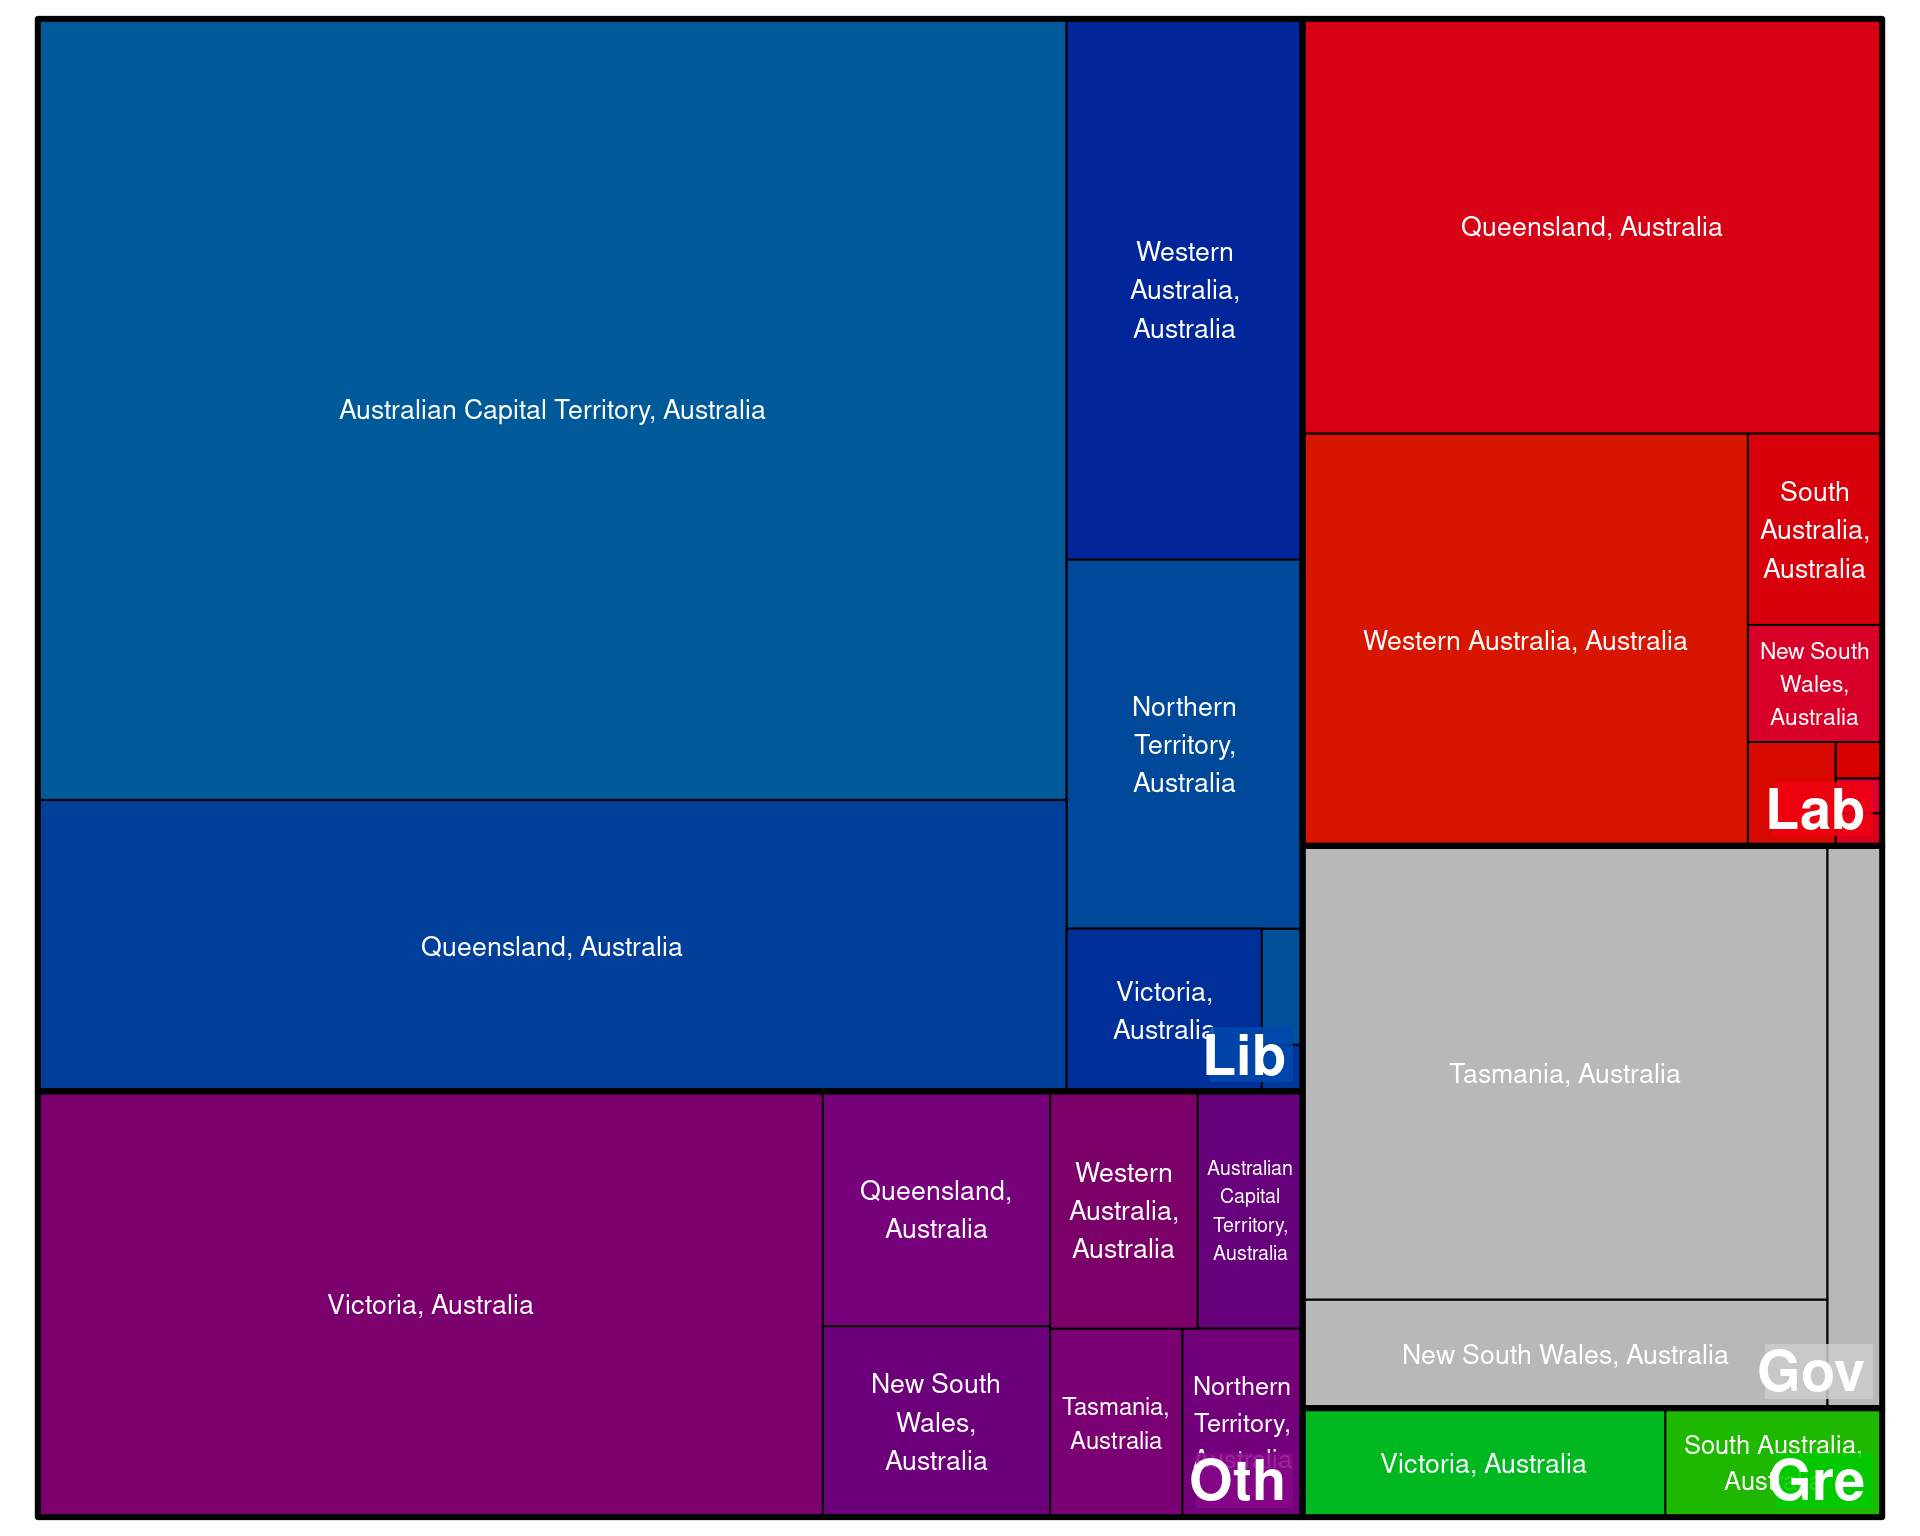 Australian Capital Territory, Australia
Queensland, Australia
Western
Australia,
Australia
Northern
Territory,
Australia
Victoria,
Australia
Lib
Queensland, Australia
Western Australia, Australia
South
Australia,
Australia
New South
Wales,
Australia
Lab
Victoria, Australia
Queensland,
Australia
New South
Wales,
Australia
Western
Australia,
Australia
Australian
Capital
Territory,
Australia
Tasmania,
Australia
Northern
Territory,
Australia
Oth
Tasmania, Australia
New South Wales, Australia
Gov
Victoria, Australia
South Australia,
Gre